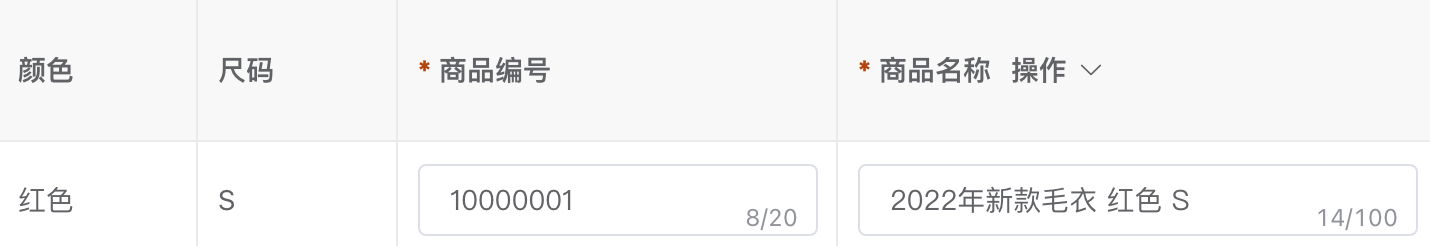 颜色 尺码 * 商品编号 * 商品名称 操作
红色 S 10000001 8/20 2022年新款毛衣 红色 S 14/100